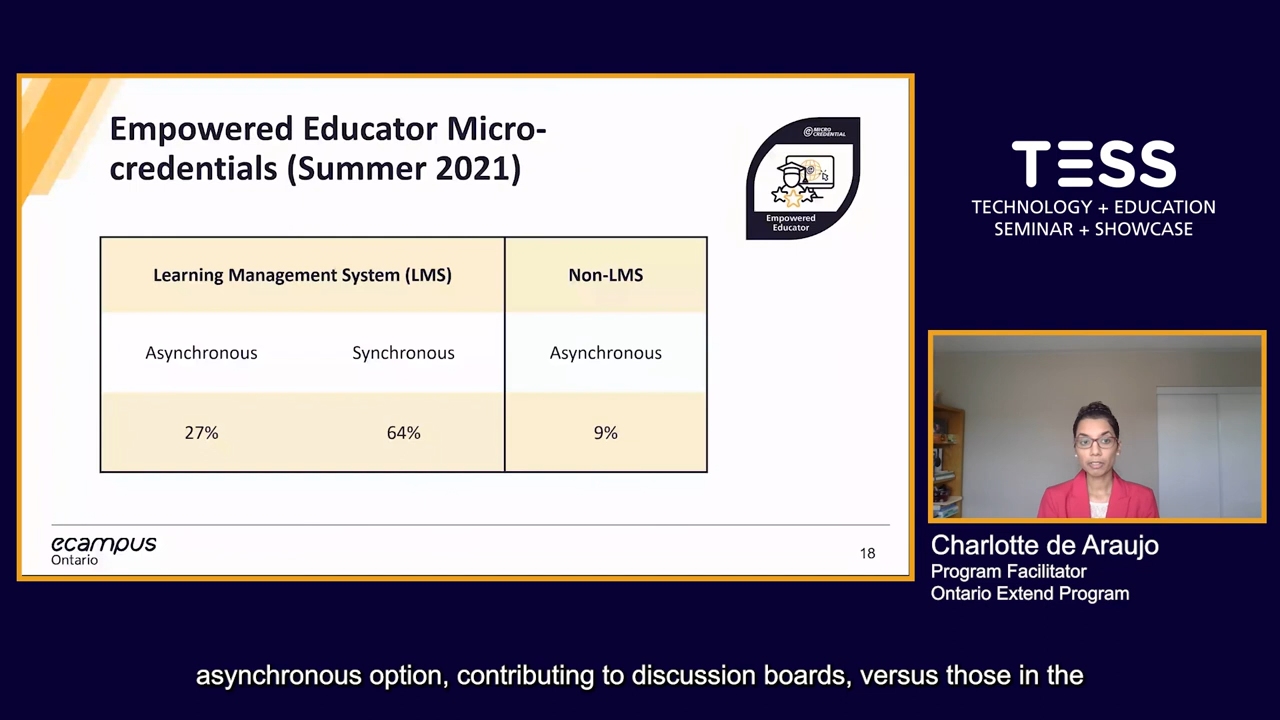 Empowered Educator Micro-
credentials (Summer 2021)
@MICRO
CREDENTIAL
Empowered
Educator
Learning Management System (LMS)
Non-LMS
Asynchronous
Synchronous
Asynchronous
27%
64%
9%
ecampus
Ontario
18
TESS
TECHNOLOGY + EDUCATION
SEMINAR + SHOWCASE
Charlotte de Araujo
Program Facilitator
Ontario Extend Program
asynchronous option, contributing to discussion boards, versus those in the